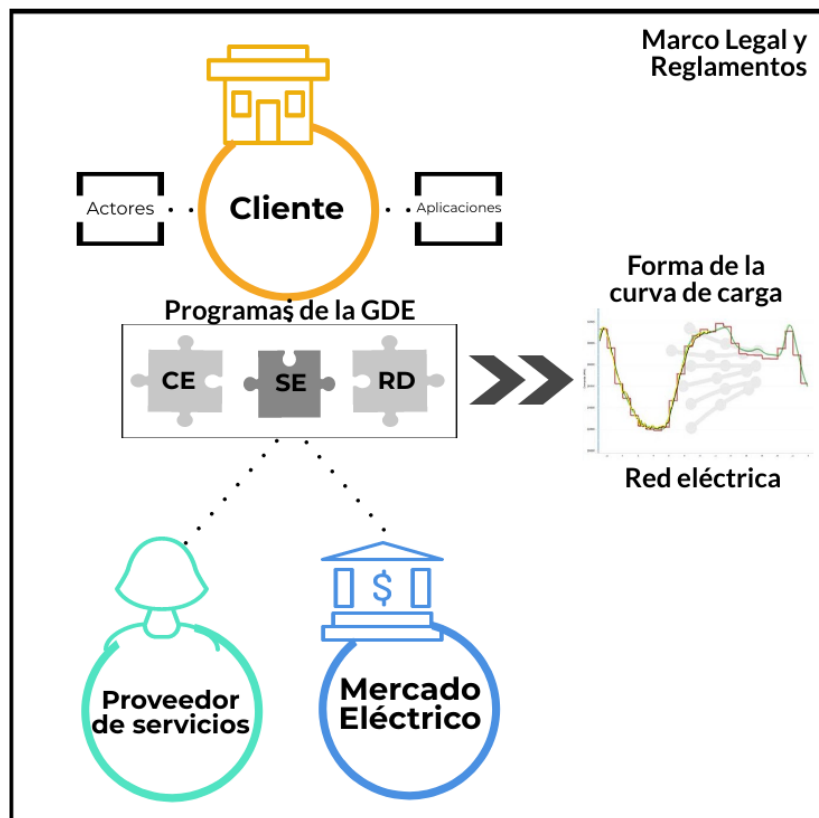 Marco Legal y
Reglamentos
Actores
Cliente
Aplicaciones
Programas de la GDE
CE
SE
RD
Forma de la
curva de carga
Red eléctrica
$
Proveedor
de servicios
Mercado
Eléctrico